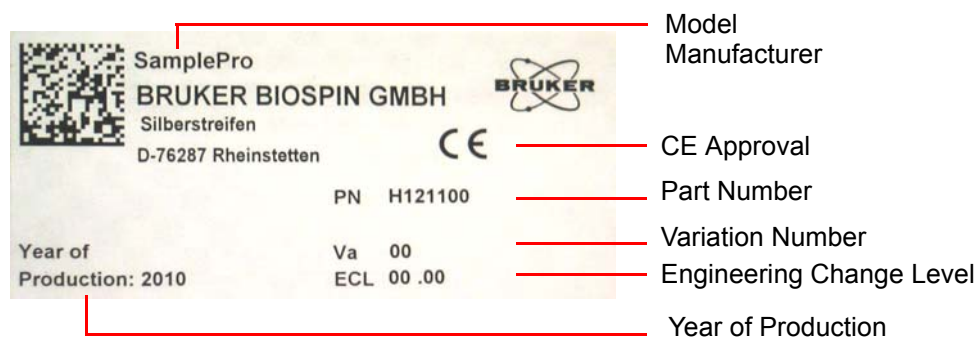 Model
Manufacturer
SamplePro
BRUKER BIOSPIN GMBH
BRUKER
Silberstreifen
D-76287 Rheinstetten
CE
CE Approval
PN H121100
Part Number
Year of
Va 00
Variation Number
Production: 2010
ECL 00 .00
Engineering Change Level
Year of Production